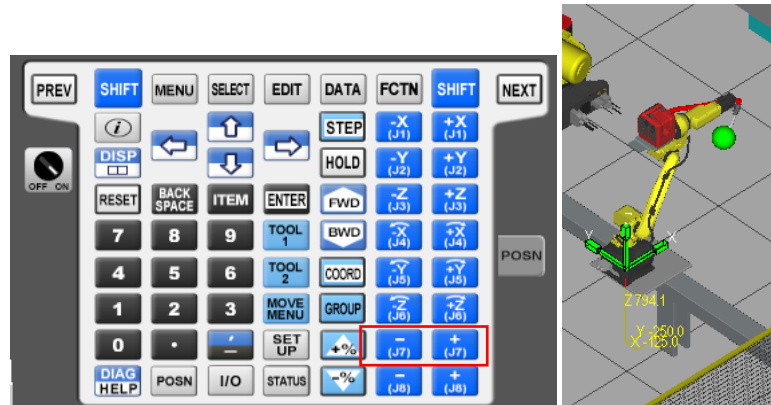 PREV SHIFT MENU SELECT EDIT DATA FCTN SHIFT NEXT
i STEP -X (J1) +X (J1)
DISP HOLD -Y (J2) +Y (J2)
OFF ON
RESET BACK SPACE ITEM ENTER FWD -Z (J3) +Z (J3)
7 8 9 TOOL 1 BWD -X (J4) +X (J4)
POSN
4 5 6 TOOL 2 COORD -Y (J5) +Y (J5)
1 2 3 MOVE MENU GROUP -Z (J6) +Z (J6)
0 . , - SET UP +% - (J7) + (J7)
DIAG HELP POSN I/O STATUS -% - (J8) + (J8)
Y X
Z 794.1
Y -250.0
X -125.0